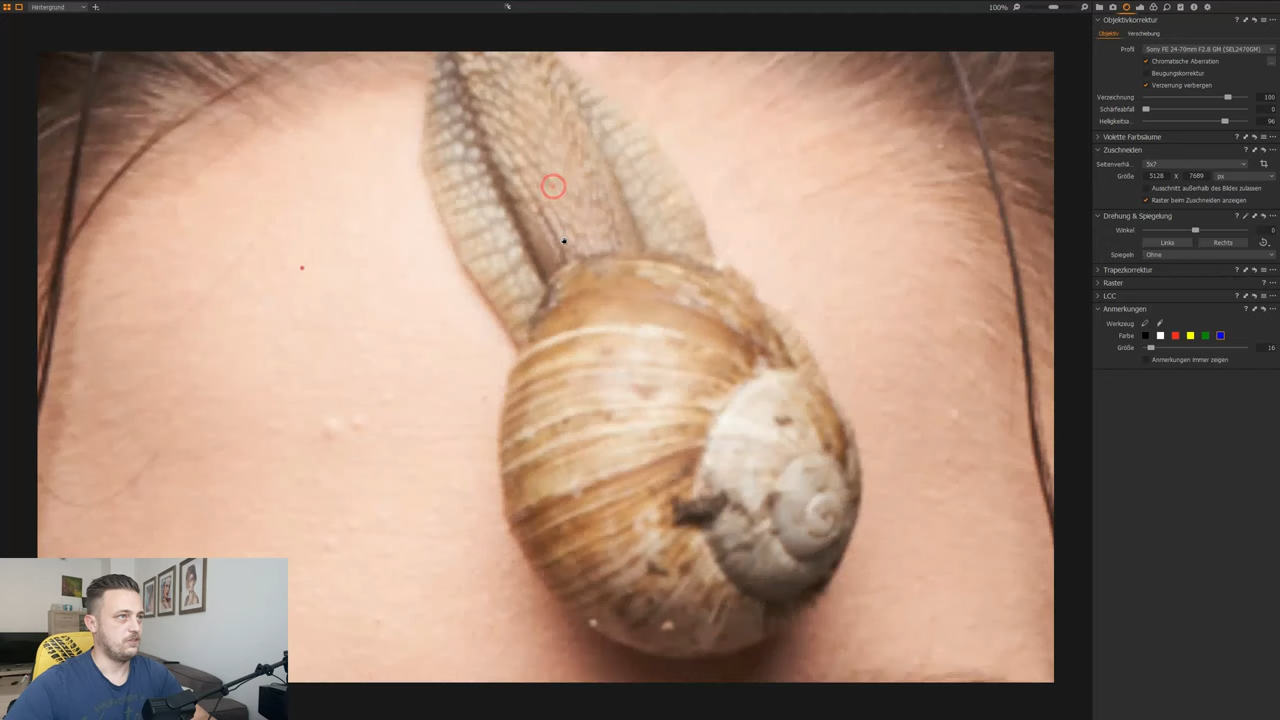 Hintergrund
100%
Objektivkorrektur
Objektiv Verschiebung
Profil Sony FE 24-70mm F2.8 GM (SEL2470GM)
Chromatische Aberration
Beugungskorrektur
Verzerrung verbergen
Verzeichnung 100
Schärfeabfall 0
Helligkeitsa... 96
Violette Farbsäume
Zuschneiden
Seitenverhä... 5x7
Größe 5128 X 7689 px
Ausschnitt außerhalb des Bildes zulassen
Raster beim Zuschneiden anzeigen
Drehung & Spiegelung
Winkel 0
Links Rechts
Spiegeln Ohne
Trapezkorrektur
Raster
LCC
Anmerkungen
Werkzeug
Farbe
Größe 16
Anmerkungen immer zeigen